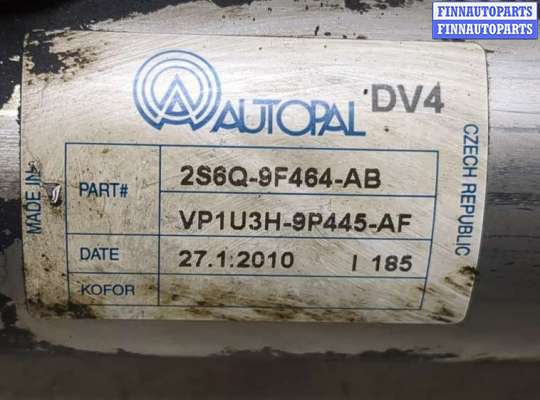 FINNAUTOPARTS
FINNAUTOPARTS
AUTOPAL DV4
MADE IN
CZECH REPUBLIC
PART# 2S6Q-9F464-AB
VP1U3H-9P445-AF
DATE 27.1.2010 I 185
KOFOR